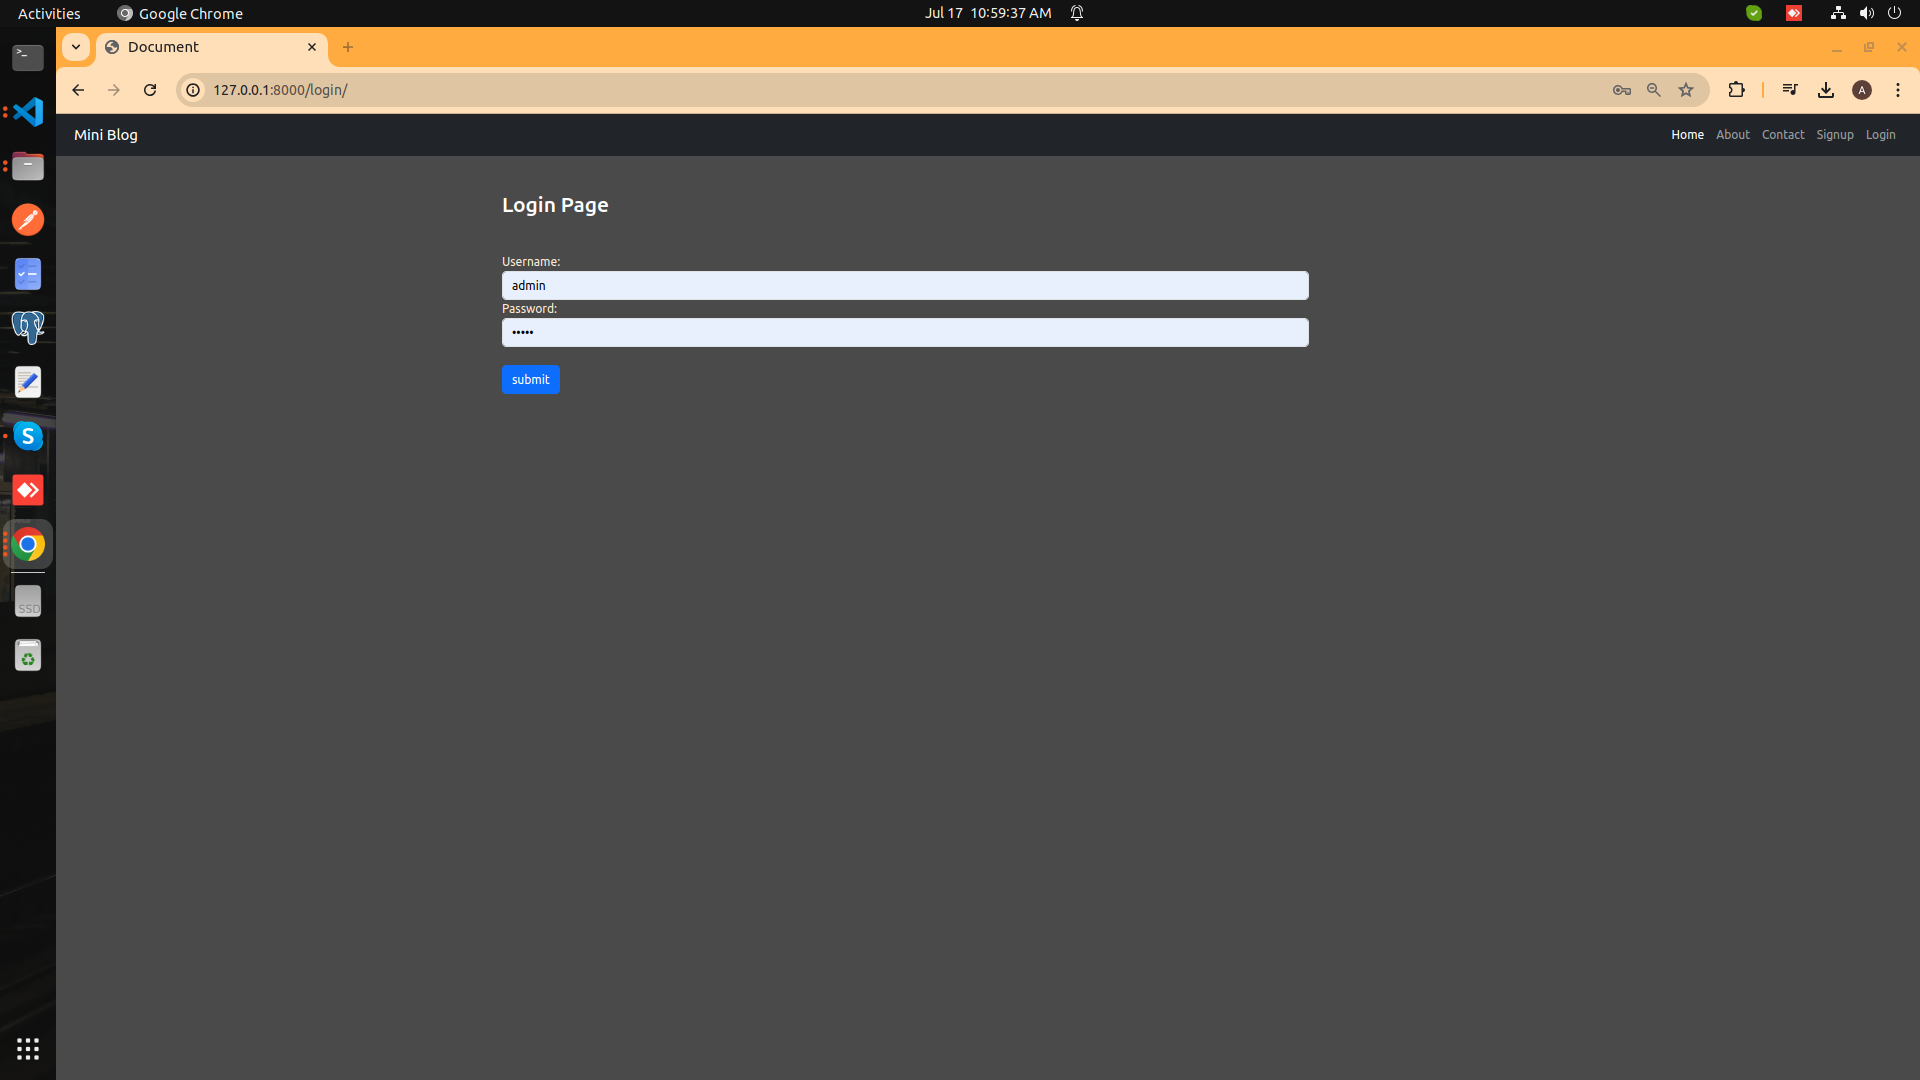 Activities Google Chrome Jul 17 10:59:37 AM
Document
127.0.0.1:8000/login/ A
Mini Blog Home About Contact Signup Login
Login Page
Username:
admin
Password:
•••••
submit
SSD